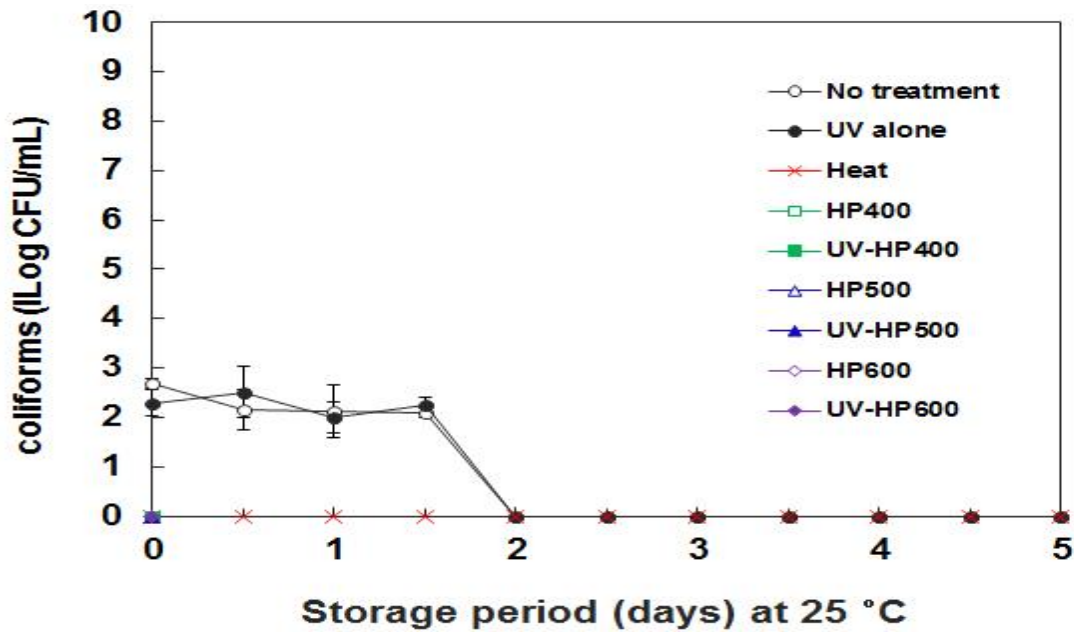 10
9
8
7
6
5
4
3
2
1
0
coliforms (lLog CFU/mL)
No treatment
UV alone
Heat
HP400
UV-HP400
HP500
UV-HP500
HP600
UV-HP600
0 1 2 3 4 5
Storage period (days) at 25 °C